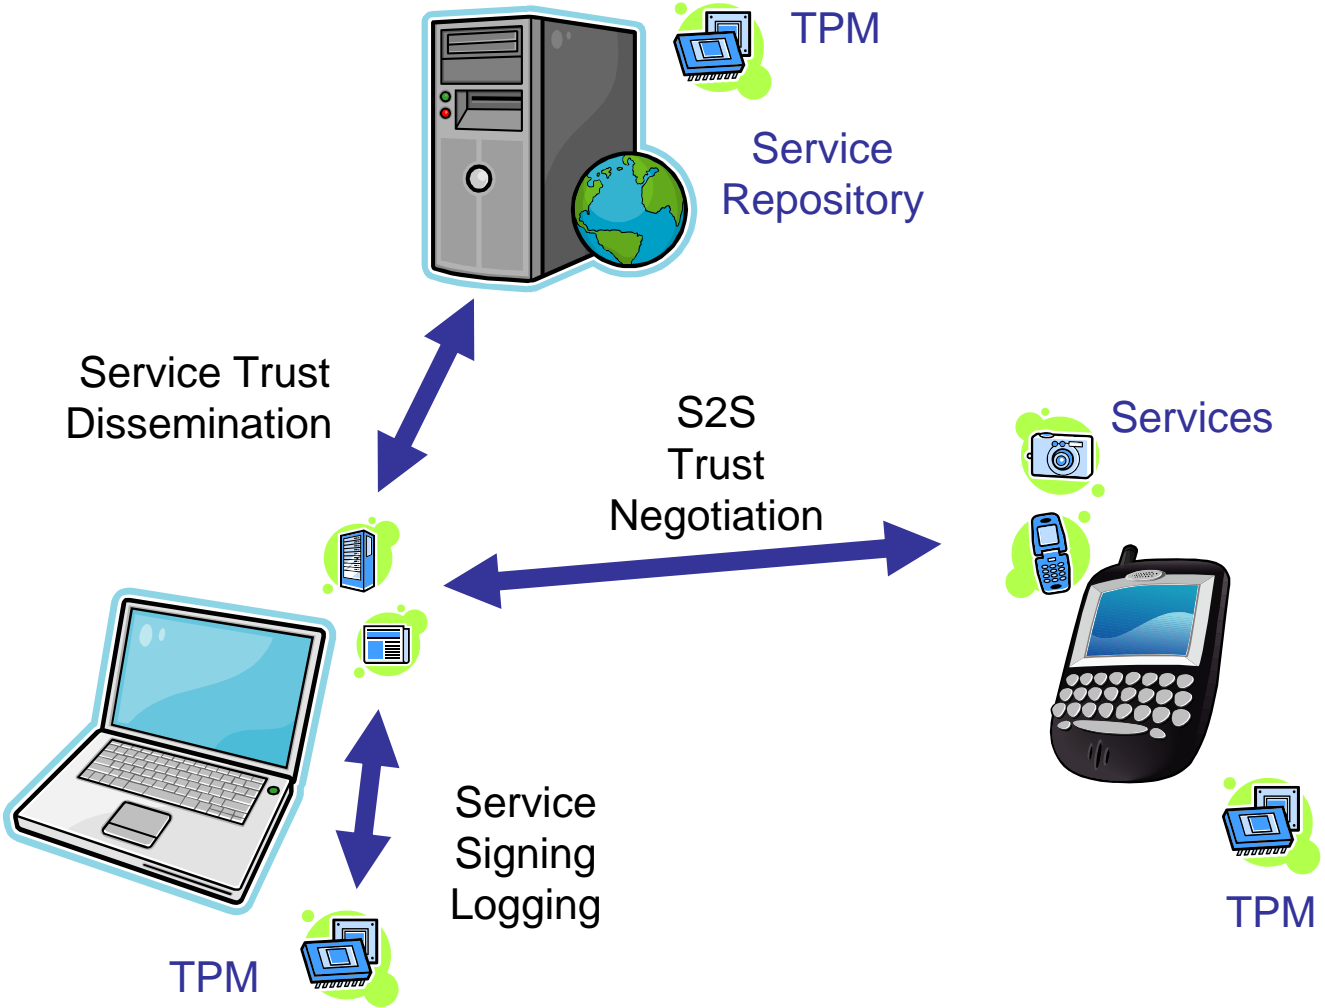 TPM
Service
Repository
Service Trust
Dissemination
S2S
Trust
Negotiation
Services
Service
Signing
Logging
TPM
TPM